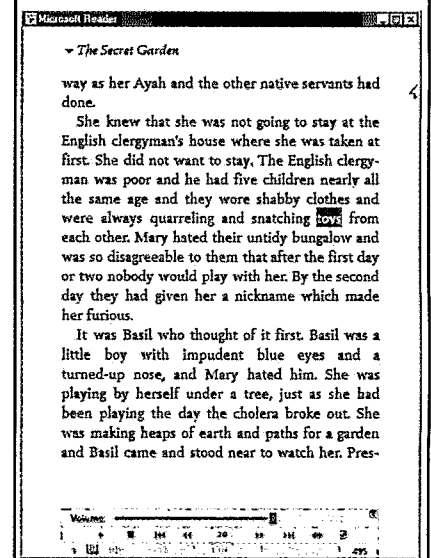 Microsoft Reader
The Secret Garden
way as her Ayah and the other native servants had
done.
She knew that she was not going to stay at the
English clergyman's house where she was taken at
first. She did not want to stay. The English clergy-
man was poor and he had five children nearly all
the same age and they wore shabby clothes and
were always quarreling and snatching toys from
each other. Mary hated their untidy bungalow and
was so disagreeable to them that after the first day
or two nobody would play with her. By the second
day they had given her a nickname which made
her furious.
It was Basil who thought of it first. Basil was a
little boy with impudent blue eyes and a
turned-up nose, and Mary hated him. She was
playing by herself under a tree, just as she had
been playing the day the cholera broke out. She
was making heaps of earth and paths for a garden
and Basil came and stood near to watch her. Pres-
Volume: